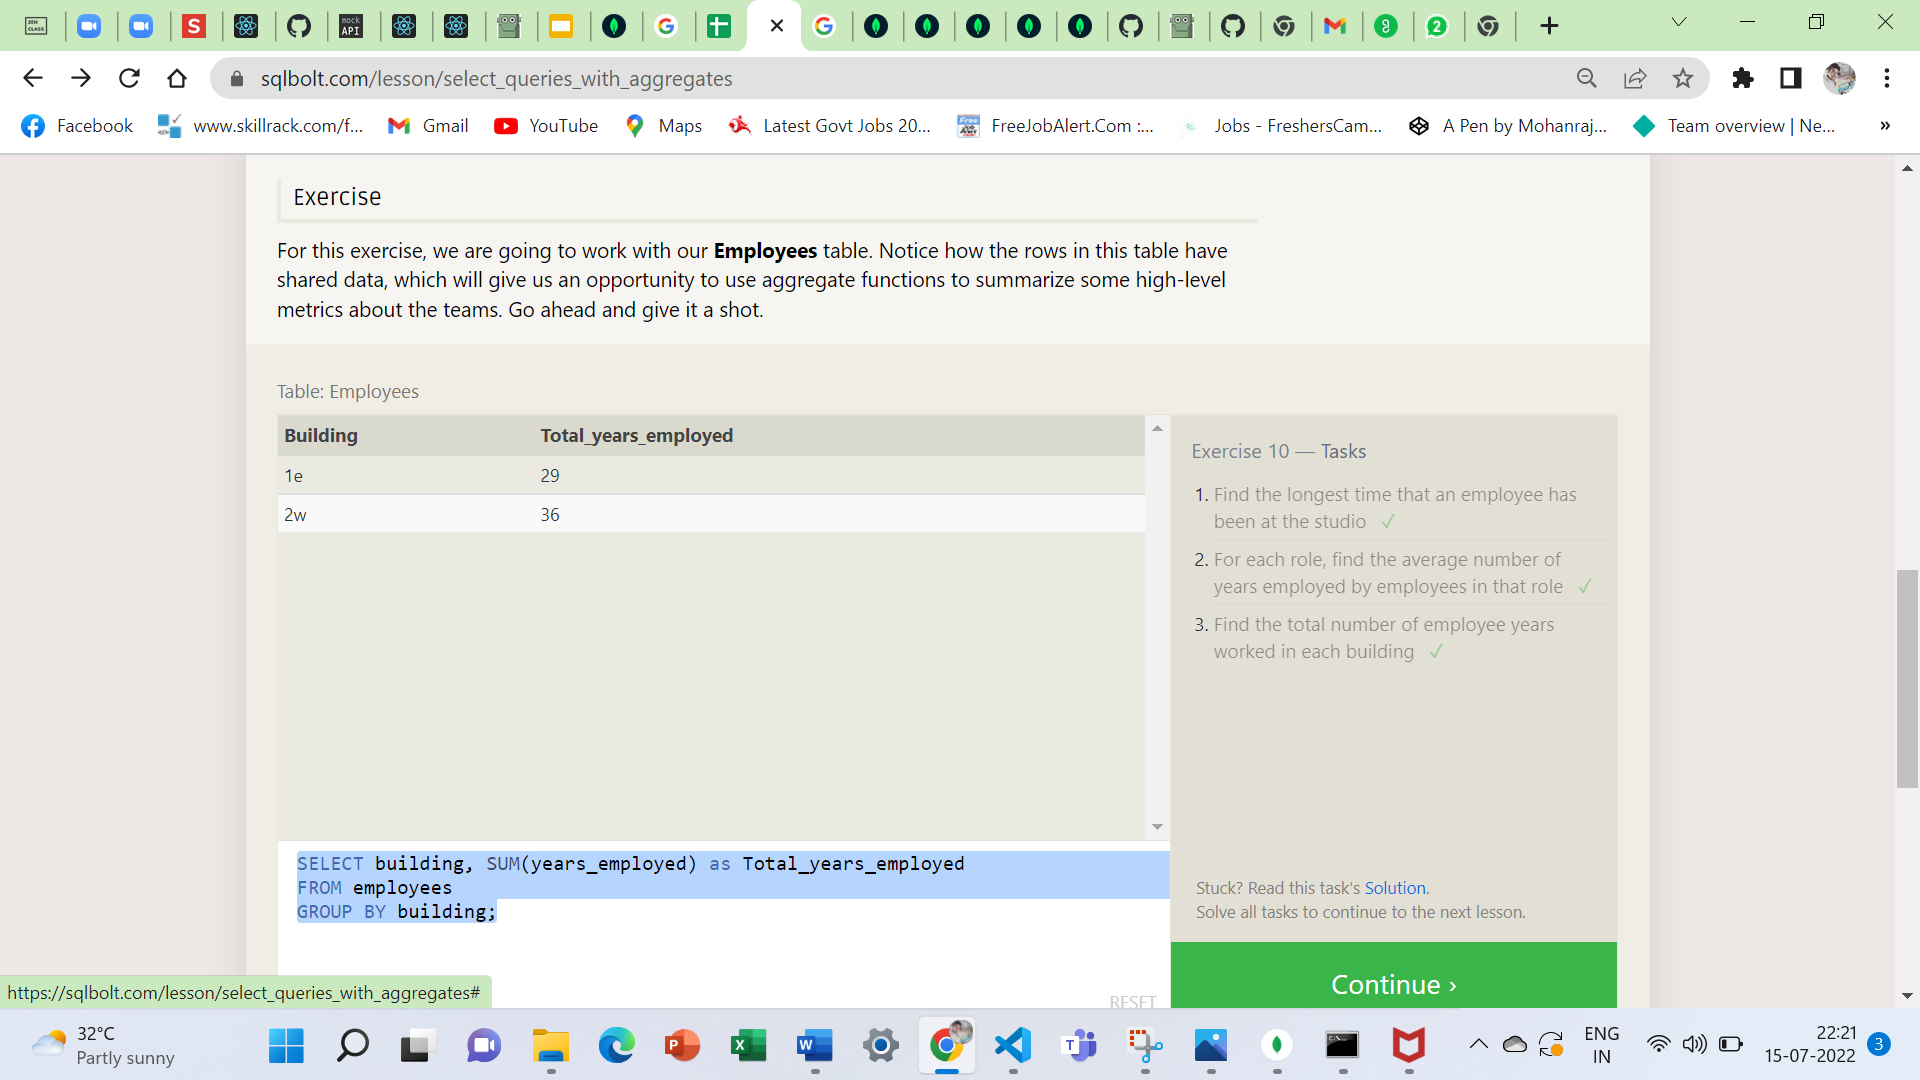 ZEN
CLASS
S
mock
API
2
sqlbolt.com/lesson/select_queries_with_aggregates
Facebook
www.skillrack.com/f...
Gmail
YouTube
Maps
Latest Govt Jobs 20...
FreeJobAlert.Com :...
Jobs - FreshersCam...
A Pen by Mohanraj...
Team overview | Ne...
»
Exercise
For this exercise, we are going to work with our Employees table. Notice how the rows in this table have
shared data, which will give us an opportunity to use aggregate functions to summarize some high-level
metrics about the teams. Go ahead and give it a shot.
Table: Employees
Building Total_years_employed
1e 29
2w 36
Exercise 10 — Tasks
1. Find the longest time that an employee has
been at the studio ✓
2. For each role, find the average number of
years employed by employees in that role ✓
3. Find the total number of employee years
worked in each building ✓
SELECT building, SUM(years_employed) as Total_years_employed
FROM employees
GROUP BY building;
RESET
Stuck? Read this task's Solution.
Solve all tasks to continue to the next lesson.
Continue ›
https://sqlbolt.com/lesson/select_queries_with_aggregates#
32°C
Partly sunny
ENG
IN
22:21
15-07-2022
3